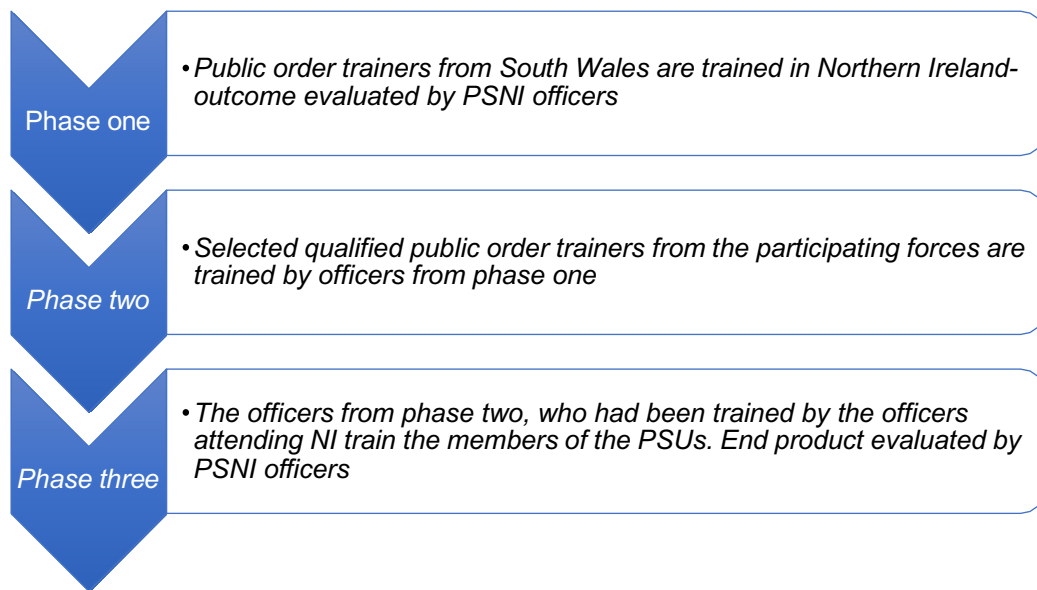 Phase one
•Public order trainers from South Wales are trained in Northern Ireland-
outcome evaluated by PSNI officers
Phase two
•Selected qualified public order trainers from the participating forces are
trained by officers from phase one
Phase three
•The officers from phase two, who had been trained by the officers
attending NI train the members of the PSUs. End product evaluated by
PSNI officers